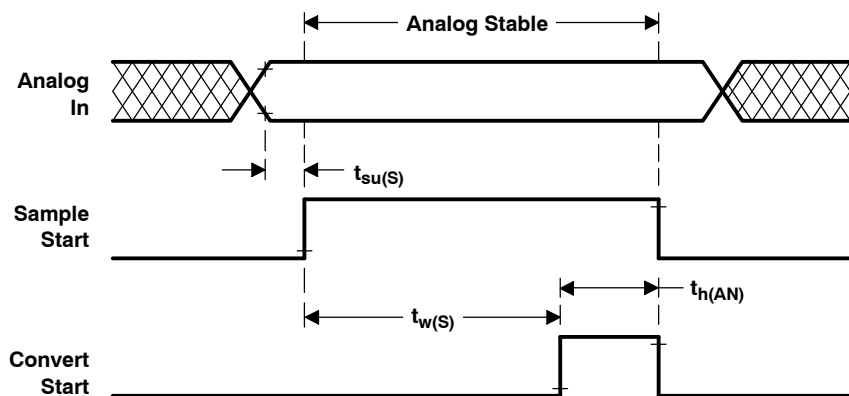 Analog Stable
Analog
In
tsu(S)
Sample
Start
th(AN)
tw(S)
Convert
Start